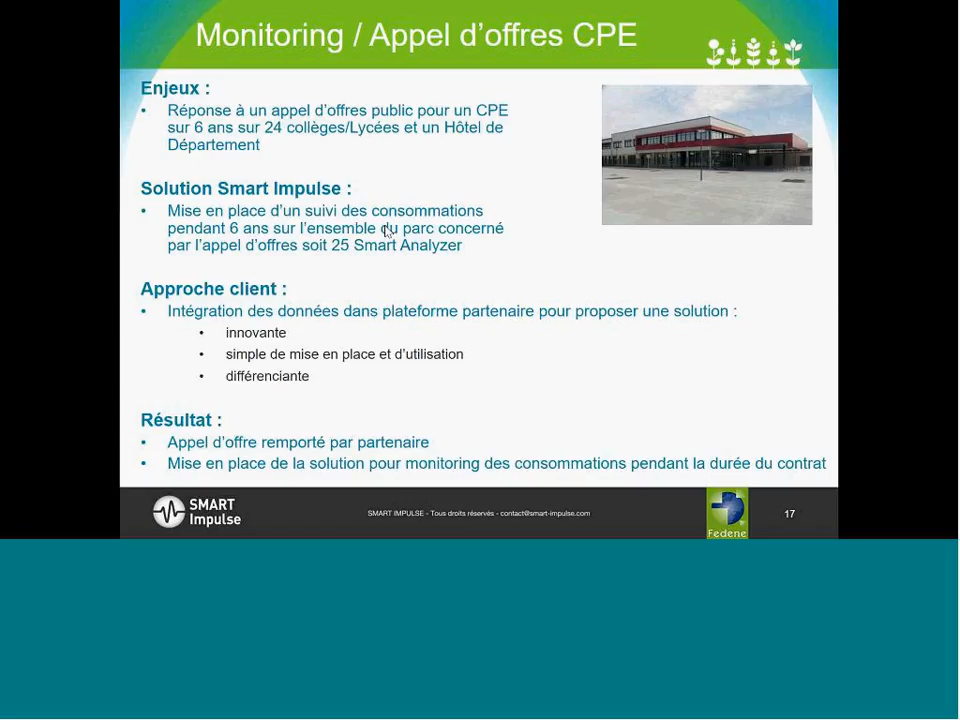 Monitoring / Appel d'offres CPE
Enjeux :
• Réponse à un appel d'offres public pour un CPE
sur 6 ans sur 24 collèges/Lycées et un Hôtel de
Département
Solution Smart Impulse :
• Mise en place d'un suivi des consommations
pendant 6 ans sur l'ensemble du parc concerné
par l'appel d'offres soit 25 Smart Analyzer
Approche client :
• Intégration des données dans plateforme partenaire pour proposer une solution :
• innovante
• simple de mise en place et d'utilisation
• différenciante
Résultat :
• Appel d'offre remporté par partenaire
• Mise en place de la solution pour monitoring des consommations pendant la durée du contrat
SMART
Impulse
SMART IMPULSE - Tous droits réservés - contact@smart-impulse.com
Fedene
17